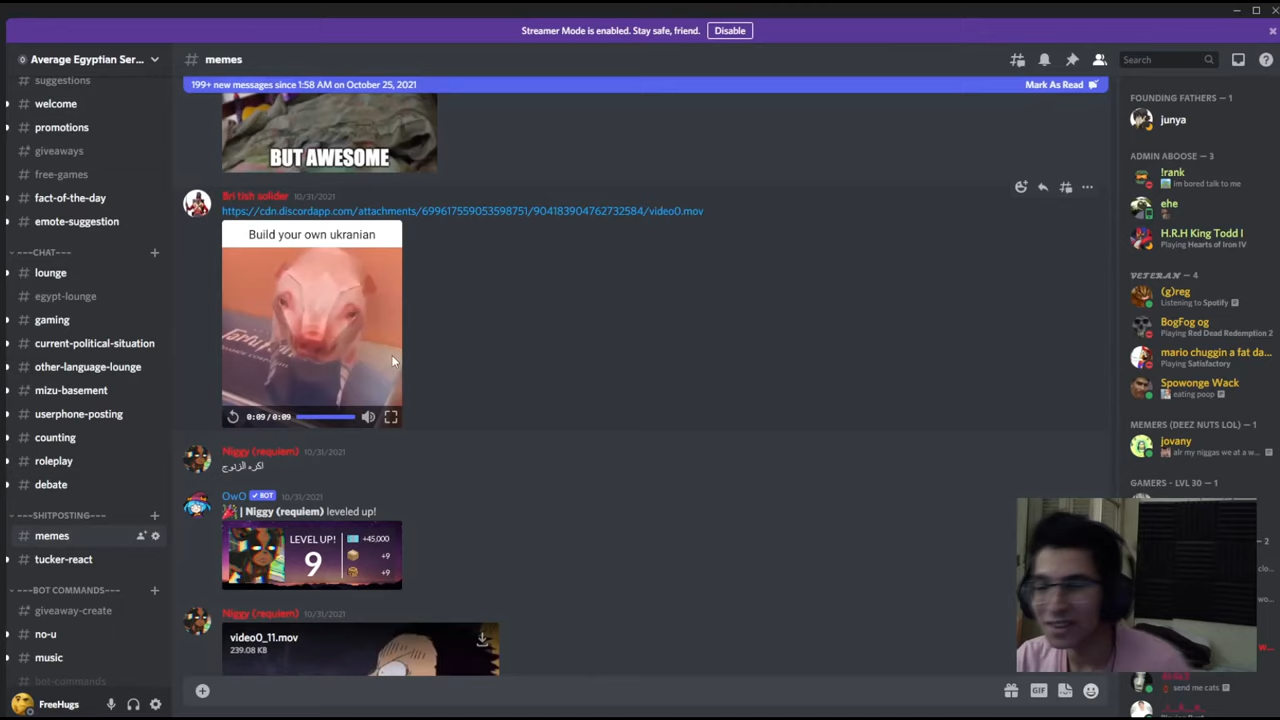 Streamer Mode is enabled. Stay safe, friend.
Disable
Average Egyptian Ser...
memes
Search
199+ new messages since 1:58 AM on October 25, 2021
Mark As Read
suggestions
welcome
promotions
giveaways
free-games
fact-of-the-day
emote-suggestion
---CHAT---
lounge
egypt-lounge
gaming
current-political-situation
other-language-lounge
mizu-basement
userphone-posting
counting
roleplay
debate
---SHITPOSTING---
memes
tucker-react
---BOT COMMANDS---
giveaway-create
no-u
music
bot-commands
FreeHugs
BUT AWESOME
Bri tish solider 10/31/2021
https://cdn.discordapp.com/attachments/699617559053598751/904183904762732584/video0.mov
Build your own ukranian
0:09/0:09
Niggy (requiem) 10/31/2021
اكره الزنوج
OwO BOT 10/31/2021
| Niggy (requiem) leveled up!
LEVEL UP!
9
+45,000
+9
+9
Niggy (requiem) 10/31/2021
video0_11.mov
239.08 KB
GIF
FOUNDING FATHERS — 1
junya
ADMIN ABOOSE — 3
!rank
im bored talk to me
ehe
H.R.H King Todd I
Playing Hearts of Iron IV
𝓥𝓔𝓣𝓔𝓡𝓐𝓝 — 4
(g)reg
Listening to Spotify
BogFog og
Playing Red Dead Redemption 2
mario chuggin a fat da...
Playing Satisfactory
Spowonge Wack
eating poop
MEMERS (DEEZ NUTS LOL) — 1
jovany
alr my niggas we at a w...
GAMERS - LVL 30 — 1
send me cats